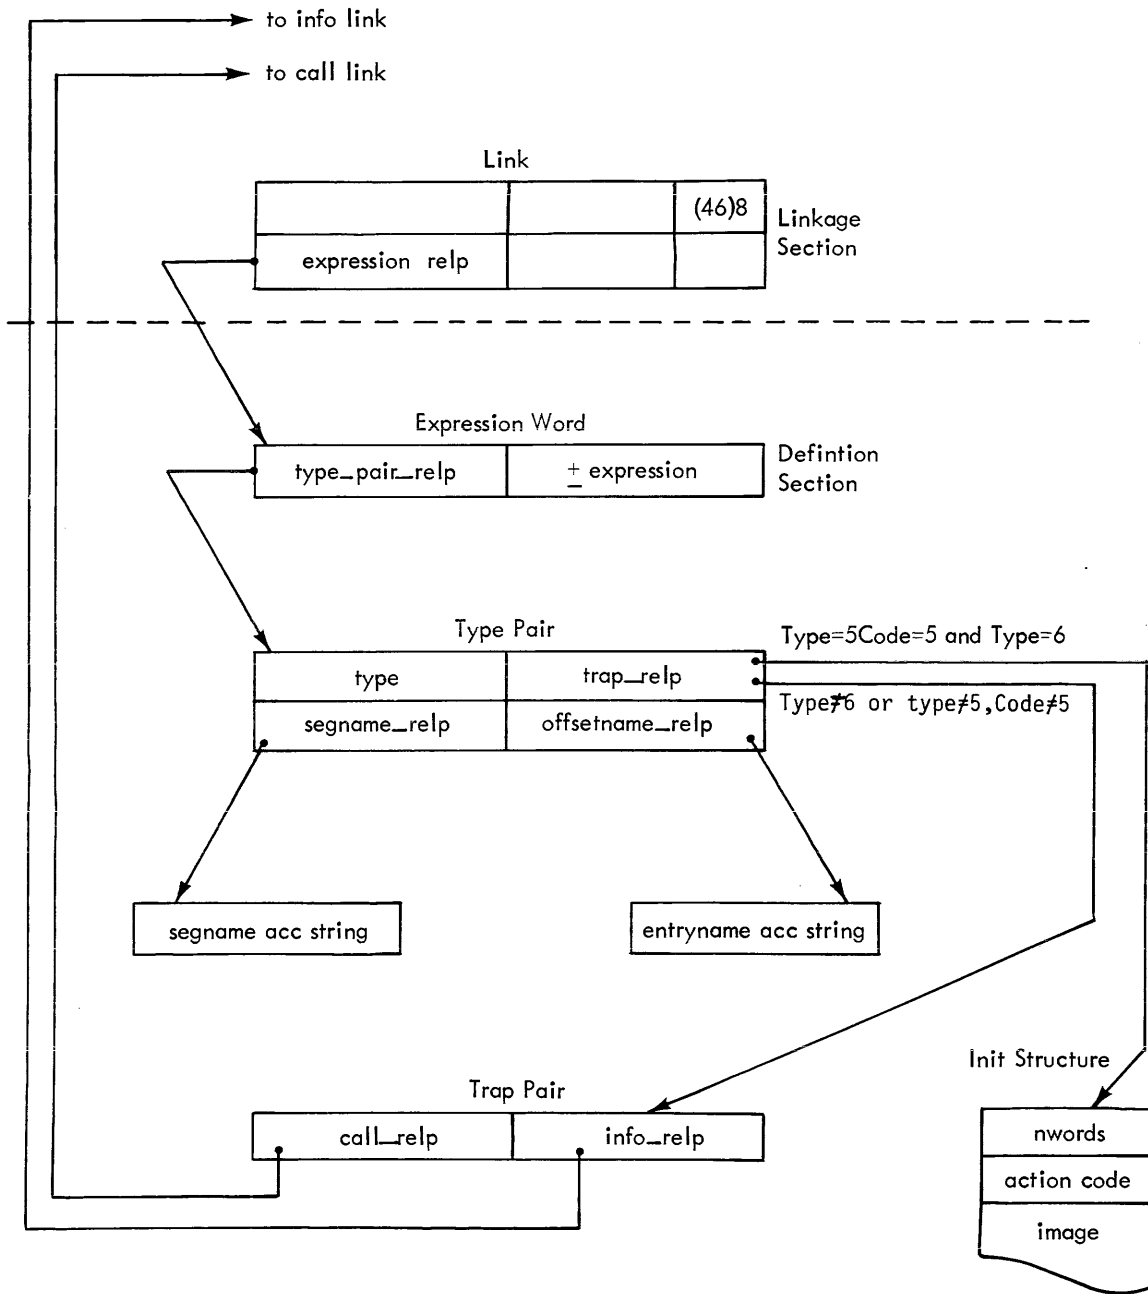 to info link
to call link
Link
(46)8
Linkage
Section
expression relp
Expression Word
type_pair_relp
± expression
Defintion
Section
Type Pair
Type=5Code=5 and Type=6
type
trap_relp
Type≠6 or type≠5,Code≠5
segname_relp
offsetname_relp
segname acc string
entryname acc string
Init Structure
Trap Pair
call_relp
info_relp
nwords
action code
image